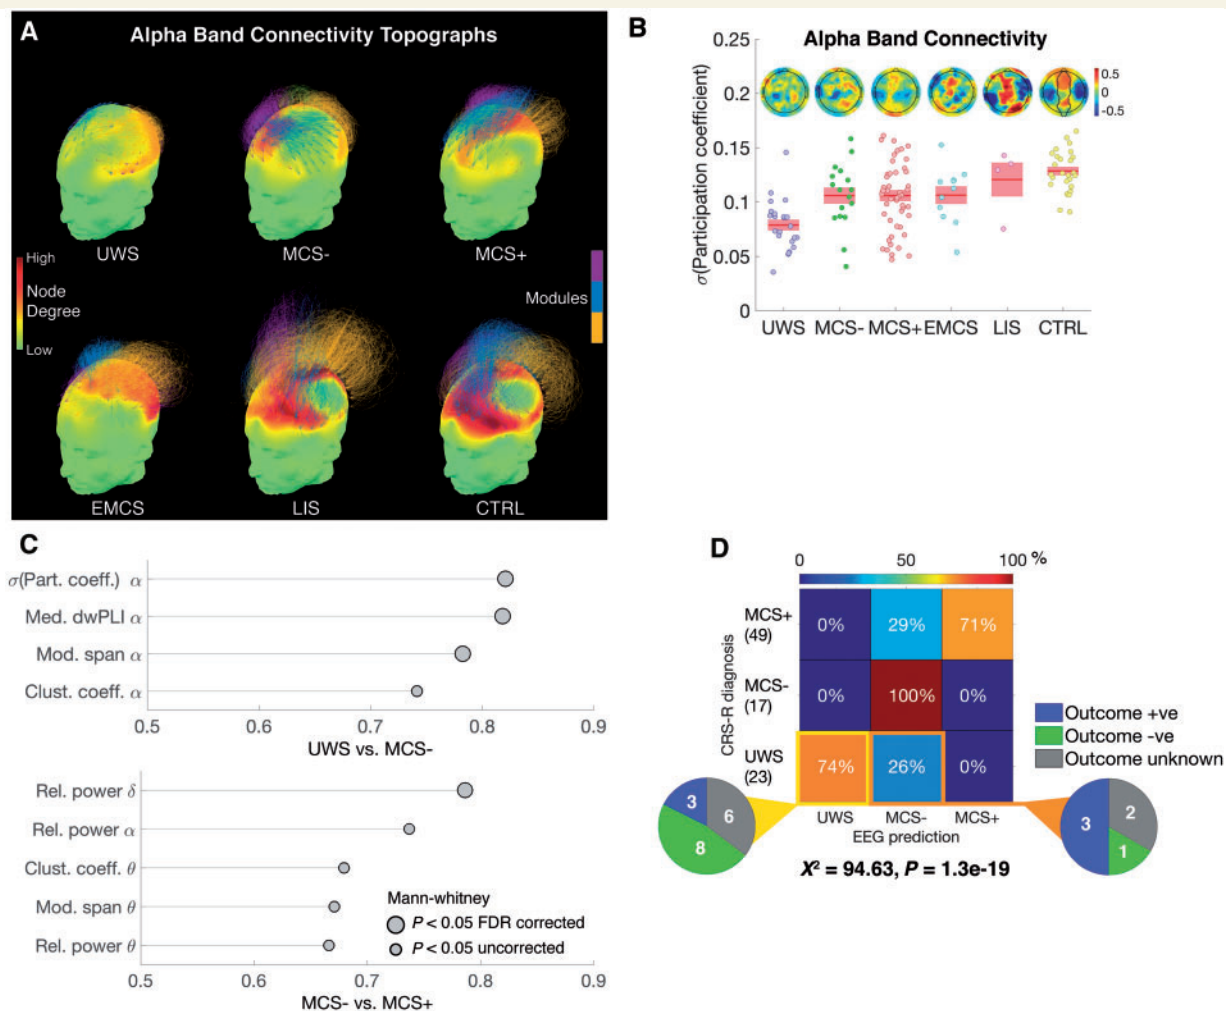 A
Alpha Band Connectivity Topographs
UWS
MCS-
MCS+
High
Node
Degree
Low
Modules
EMCS
LIS
CTRL
B
Alpha Band Connectivity
0.25
0.2
0.15
0.1
0.05
0
σ(Participation coefficient)
0.5
0
-0.5
UWS MCS- MCS+ EMCS LIS CTRL
C
σ(Part. coeff.) α
Med. dwPLI α
Mod. span α
Clust. coeff. α
0.5 0.6 0.7 0.8 0.9
UWS vs. MCS-
Rel. power δ
Rel. power α
Clust. coeff. θ
Mod. span θ
Rel. power θ
Mann-whitney
P < 0.05 FDR corrected
P < 0.05 uncorrected
0.5 0.6 0.7 0.8 0.9
MCS- vs. MCS+
D
0 50 100 %
CRS-R diagnosis
MCS+
(49)
0% 29% 71%
MCS-
(17)
0% 100% 0%
UWS
(23)
74% 26% 0%
UWS MCS- MCS+
EEG prediction
X² = 94.63, P = 1.3e-19
Outcome +ve
Outcome -ve
Outcome unknown
3 6
8
3 2
1